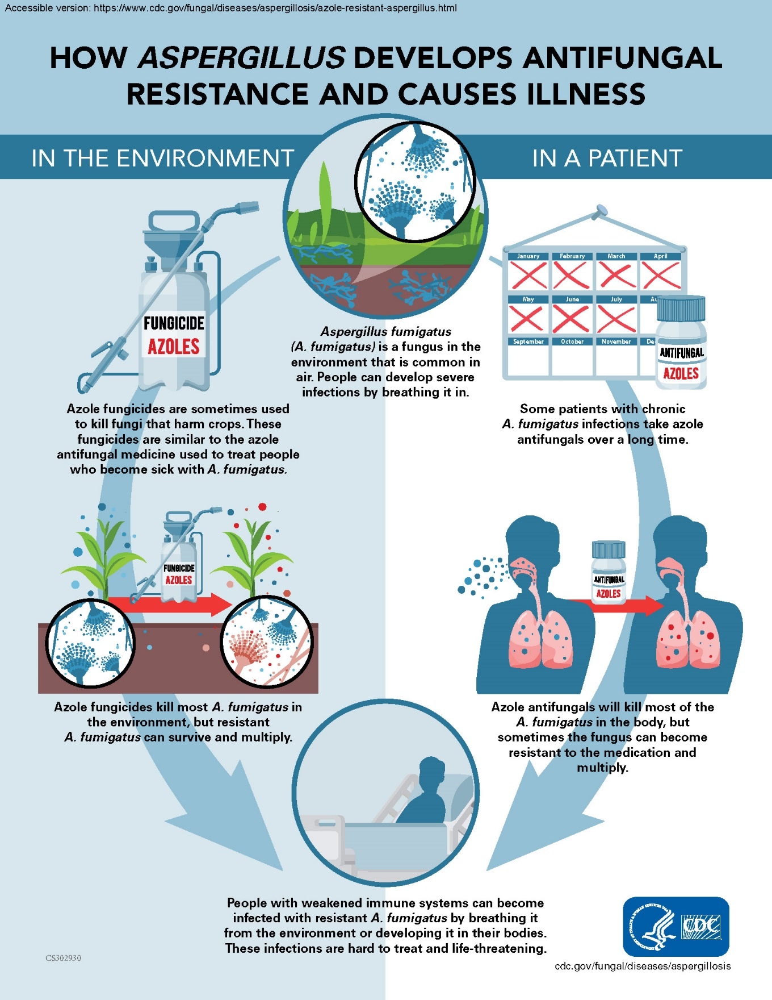 Accessible version: https://www.cdc.gov/fungal/diseases/aspergillosis/azole-resistant-aspergillus.html
HOW ASPERGILLUS DEVELOPS ANTIFUNGAL
RESISTANCE AND CAUSES ILLNESS
IN THE ENVIRONMENT
IN A PATIENT
Aspergillus fumigatus
(A. fumigatus) is a fungus in the
environment that is common in
air. People can develop severe
infections by breathing it in.
FUNGICIDE
AZOLES
Azole fungicides are sometimes used
to kill fungi that harm crops. These
fungicides are similar to the azole
antifungal medicine used to treat people
who become sick with A. fumigatus.
January February March April
May June July Au
September October November De
ANTIFUNGAL
AZOLES
Some patients with chronic
A. fumigatus infections take azole
antifungals over a long time.
FUNGICIDE
AZOLES
Azole fungicides kill most A. fumigatus in
the environment, but resistant
A. fumigatus can survive and multiply.
ANTIFUNGAL
AZOLES
Azole antifungals will kill most of the
A. fumigatus in the body, but
sometimes the fungus can become
resistant to the medication and
multiply.
People with weakened immune systems can become
infected with resistant A. fumigatus by breathing it
from the environment or developing it in their bodies.
These infections are hard to treat and life-threatening.
CS302930
CDC
cdc.gov/fungal/diseases/aspergillosis